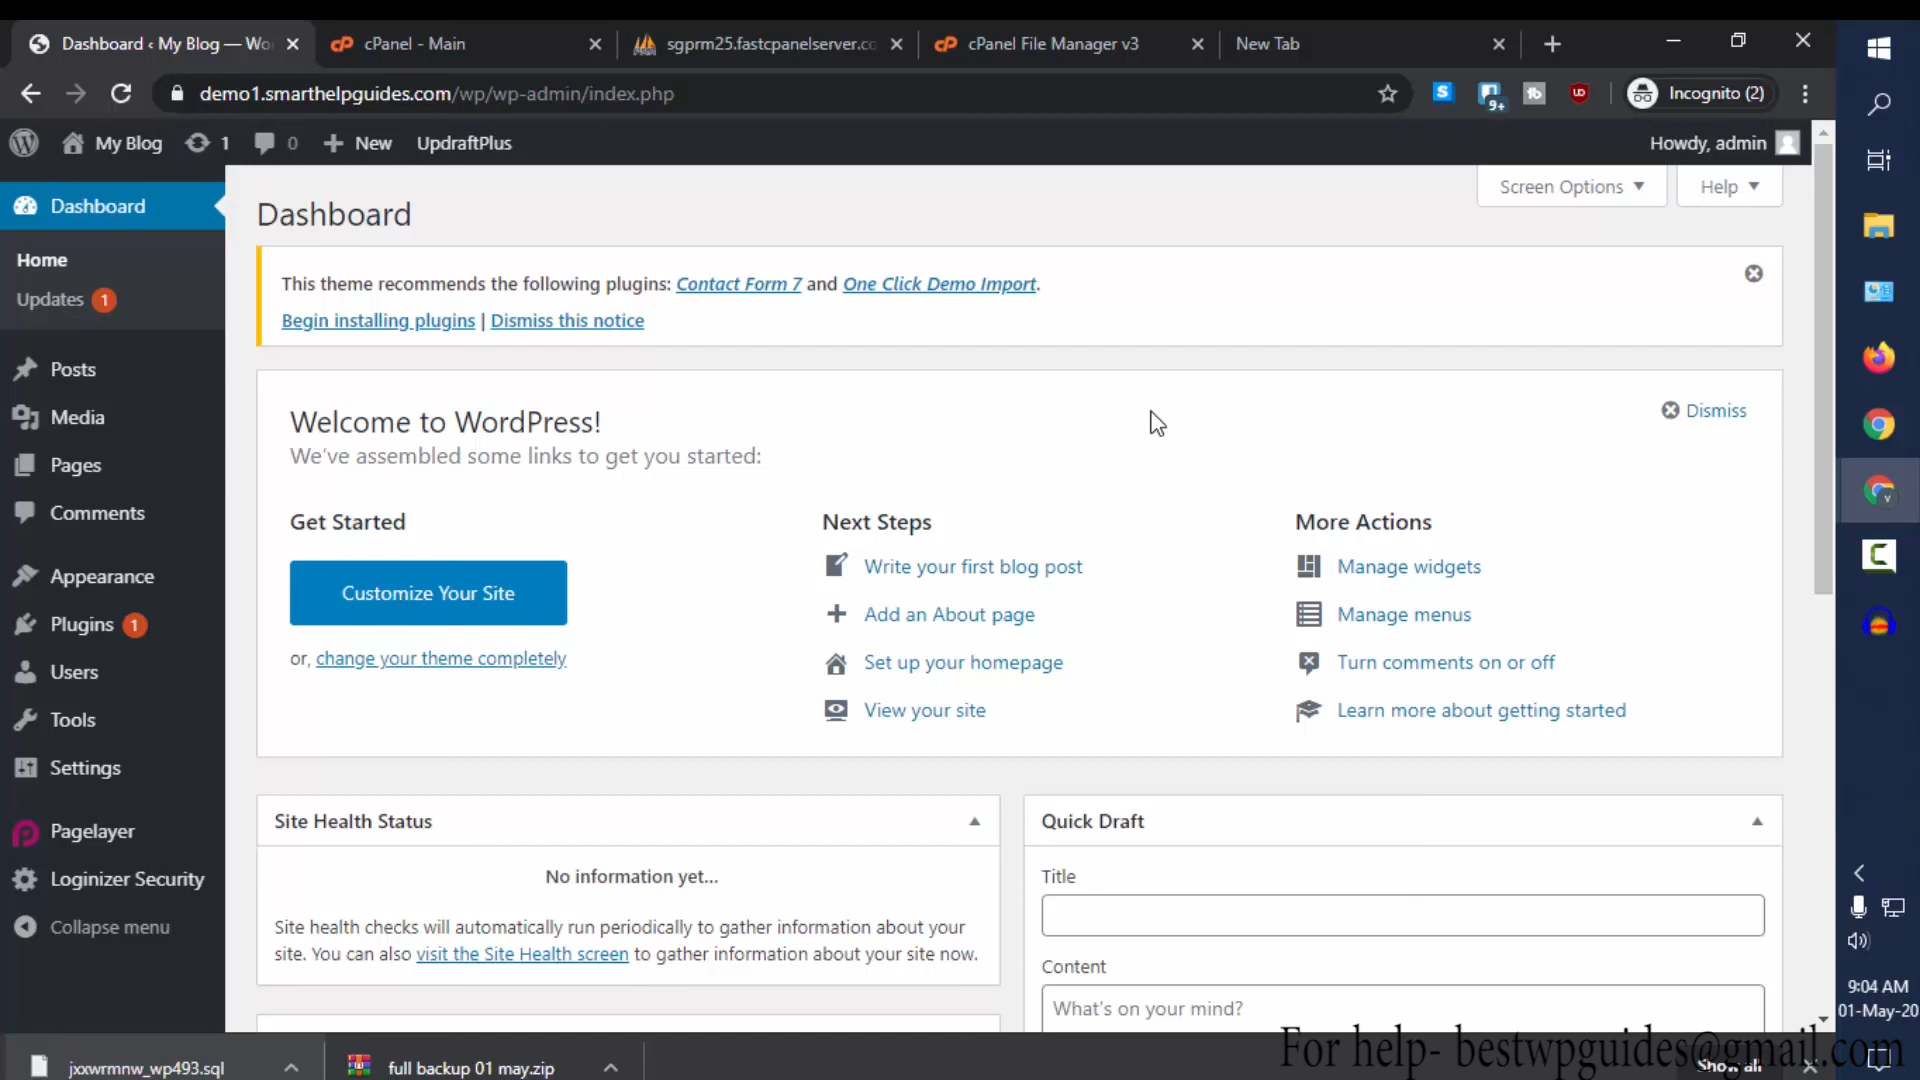 Dashboard ‹ My Blog — Wo
cPanel - Main
sgprm25.fastcpanelserver.co
cPanel File Manager v3
New Tab
demo1.smarthelpguides.com/wp/wp-admin/index.php
S
9+
tb
Incognito (2)
My Blog
1
0
New
UpdraftPlus
Howdy, admin
Screen Options
Help
Dashboard
Home
Updates 1
Posts
Media
Pages
Comments
Appearance
Plugins 1
Users
Tools
Settings
Pagelayer
Loginizer Security
Collapse menu
Dashboard
This theme recommends the following plugins: Contact Form 7 and One Click Demo Import.
Begin installing plugins | Dismiss this notice
Welcome to WordPress!
We've assembled some links to get you started:
Dismiss
Get Started
Customize Your Site
or, change your theme completely
Next Steps
Write your first blog post
Add an About page
Set up your homepage
View your site
More Actions
Manage widgets
Manage menus
Turn comments on or off
Learn more about getting started
Site Health Status
No information yet...
Site health checks will automatically run periodically to gather information about your
site. You can also visit the Site Health screen to gather information about your site now.
Quick Draft
Title
Content
What's on your mind?
9:04 AM
01-May-20
jxxwrmnw_wp493.sql
full backup 01 may.zip
Show all
For help- bestwpguides@gmail.com